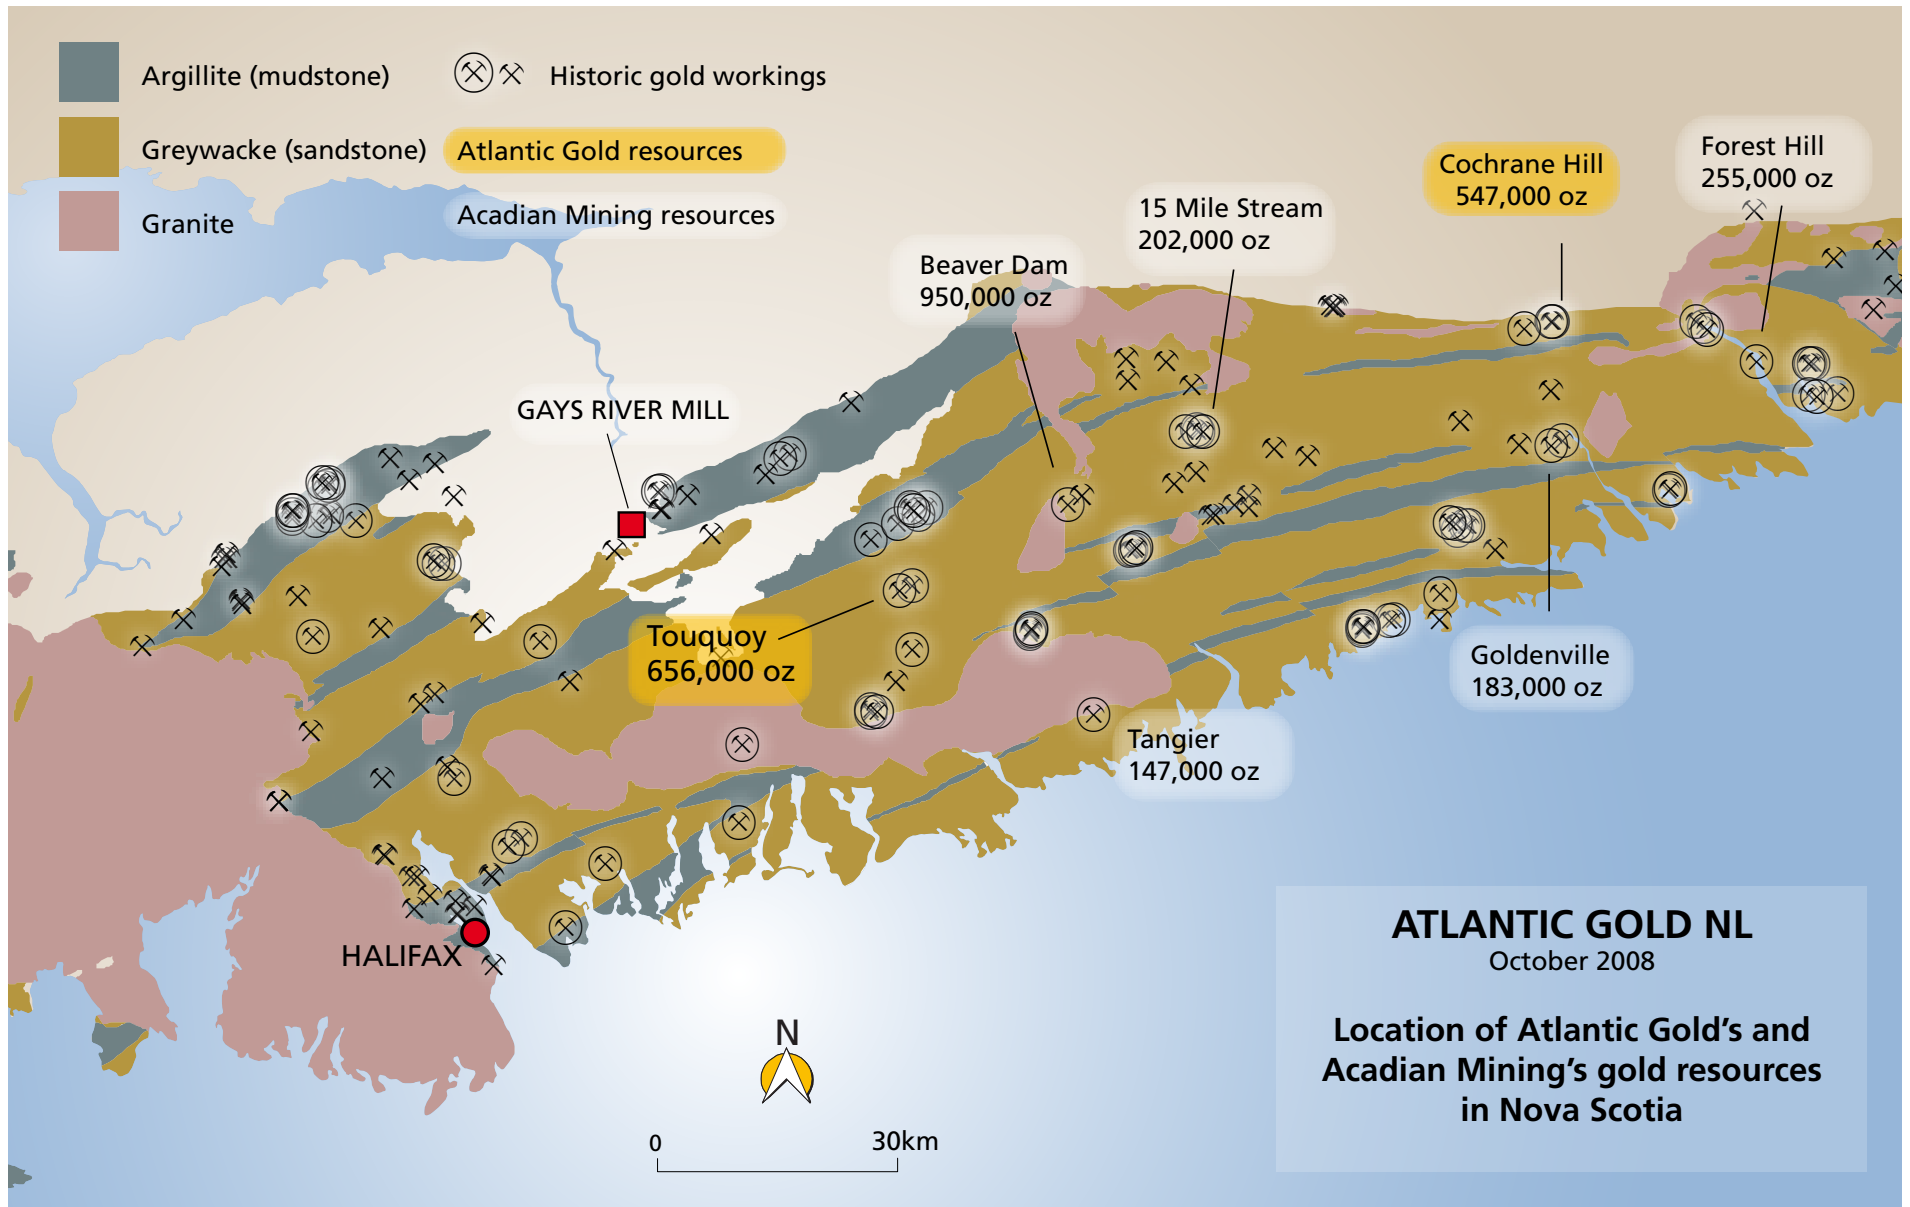 Argillite (mudstone)
Historic gold workings
Greywacke (sandstone)
Atlantic Gold resources
Granite
Acadian Mining resources
Forest Hill
255,000 oz
Cochrane Hill
547,000 oz
15 Mile Stream
202,000 oz
Beaver Dam
950,000 oz
GAYS RIVER MILL
Touquoy
656,000 oz
Goldenville
183,000 oz
Tangier
147,000 oz
HALIFAX
ATLANTIC GOLD NL
October 2008
Location of Atlantic Gold's and
Acadian Mining's gold resources
in Nova Scotia
N
0
30km